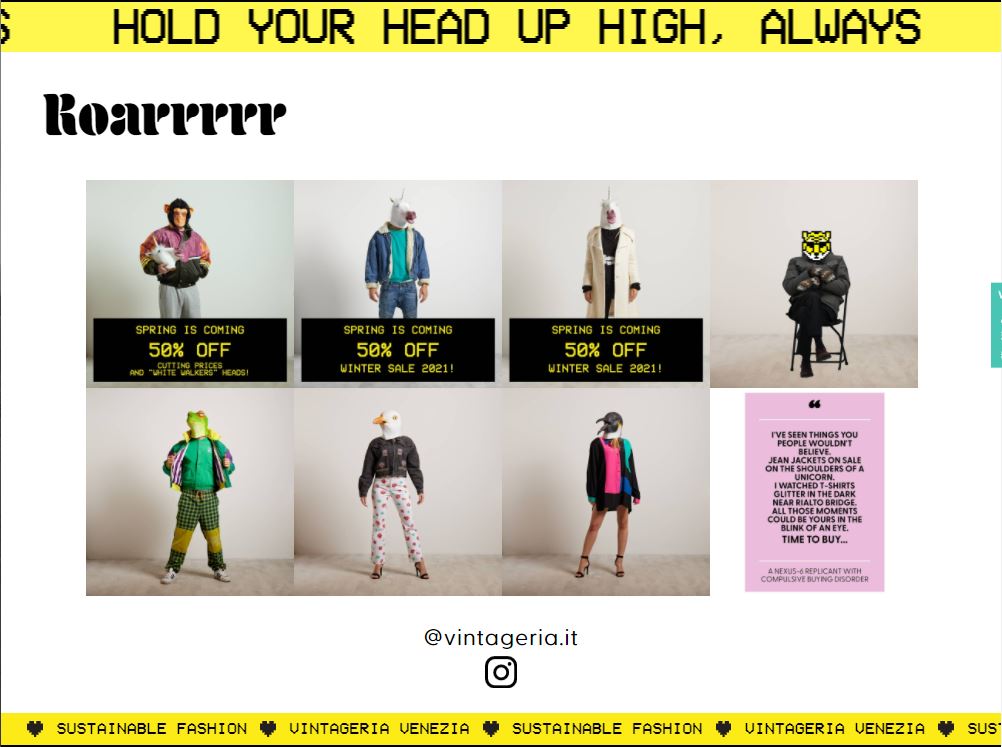 S HOLD YOUR HEAD UP HIGH, ALWAYS
Roarrrrr
SPRING IS COMING
50% OFF
CUTTING PRICES
AND "WHITE WALKERS" HEADS!
SPRING IS COMING
50% OFF
WINTER SALE 2021!
SPRING IS COMING
50% OFF
WINTER SALE 2021!
“
I'VE SEEN THINGS YOU
PEOPLE WOULDN'T
BELIEVE.
JEAN JACKETS ON SALE
ON THE SHOULDERS OF A
UNICORN.
I WATCHED T-SHIRTS
GLITTER IN THE DARK
NEAR RIALTO BRIDGE.
ALL THOSE MOMENTS
COULD BE YOURS IN THE
BLINK OF AN EYE.
TIME TO BUY...
A NEXUS-6 REPLICANT WITH
COMPULSIVE BUYING DISORDER
@vintageria.it
SUSTAINABLE FASHION VINTAGERIA VENEZIA SUSTAINABLE FASHION VINTAGERIA VENEZIA SUS